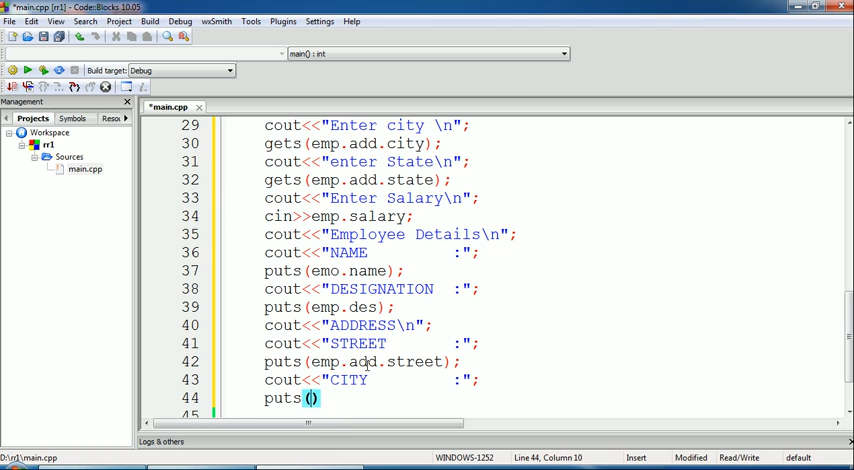 *main.cpp [rr1] - Code::Blocks 10.05
File Edit View Search Project Build Debug wxSmith Tools Plugins Settings Help
main() : int
Build target: Debug
Management
*main.cpp
Projects Symbols Resou
Workspace
rr1
Sources
main.cpp
29 cout<<"Enter city \n";
30 gets(emp.add.city);
31 cout<<"enter State\n";
32 gets(emp.add.state);
33 cout<<"Enter Salary\n";
34 cin>>emp.salary;
35 cout<<"Employee Details\n";
36 cout<<"NAME         :";
37 puts(emo.name);
38 cout<<"DESIGNATION  :";
39 puts(emp.des);
40 cout<<"ADDRESS\n";
41 cout<<"STREET       :";
42 puts(emp.add.street);
43 cout<<"CITY         :";
44 puts()
45
Logs & others
D:\rr1\main.cpp WINDOWS-1252 Line 44, Column 10 Insert Modified Read/Write default